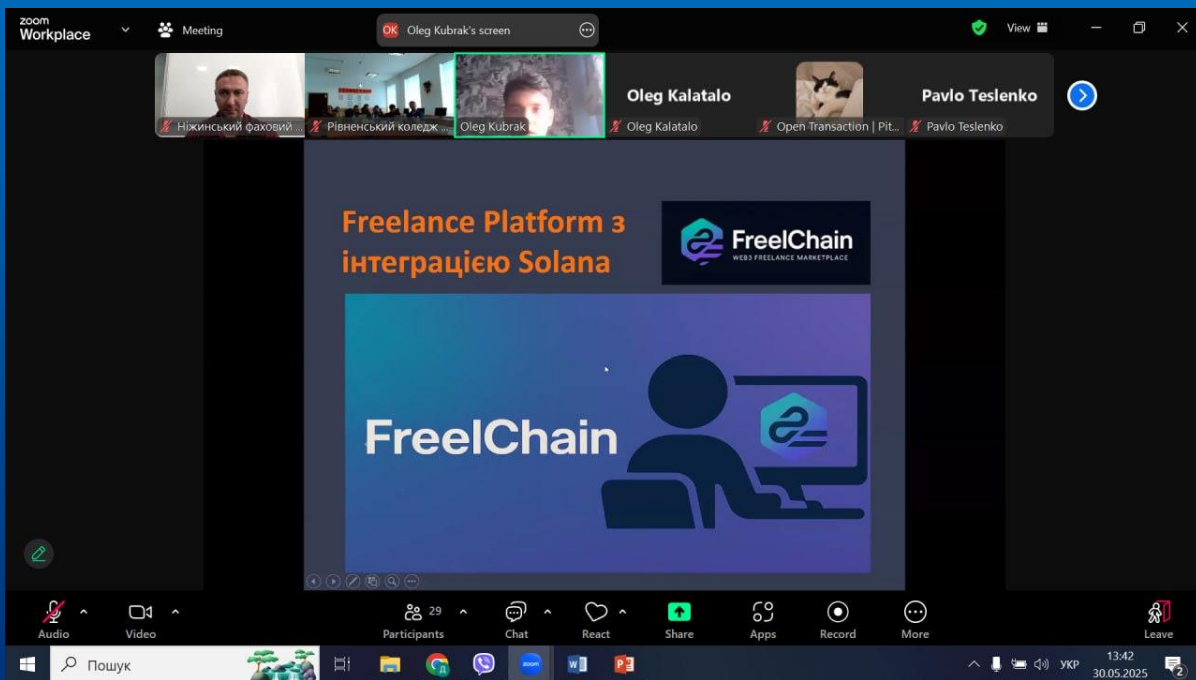 zoom
Workplace
Meeting
OK Oleg Kubrak's screen
View
Ніжинський фаховий ...
Рівненський коледж ...
Oleg Kubrak
Oleg Kalatalo
Oleg Kalatalo
Open Transaction | Pit...
Pavlo Teslenko
Pavlo Teslenko
Freelance Platform з
інтеграцією Solana
FreelChain
WEB3 FREELANCE MARKETPLACE
FreelChain
29
Audio
Video
Participants
Chat
React
Share
Apps
Record
More
Leave
Пошук
zoom
УКР
13:42
30.05.2025
2